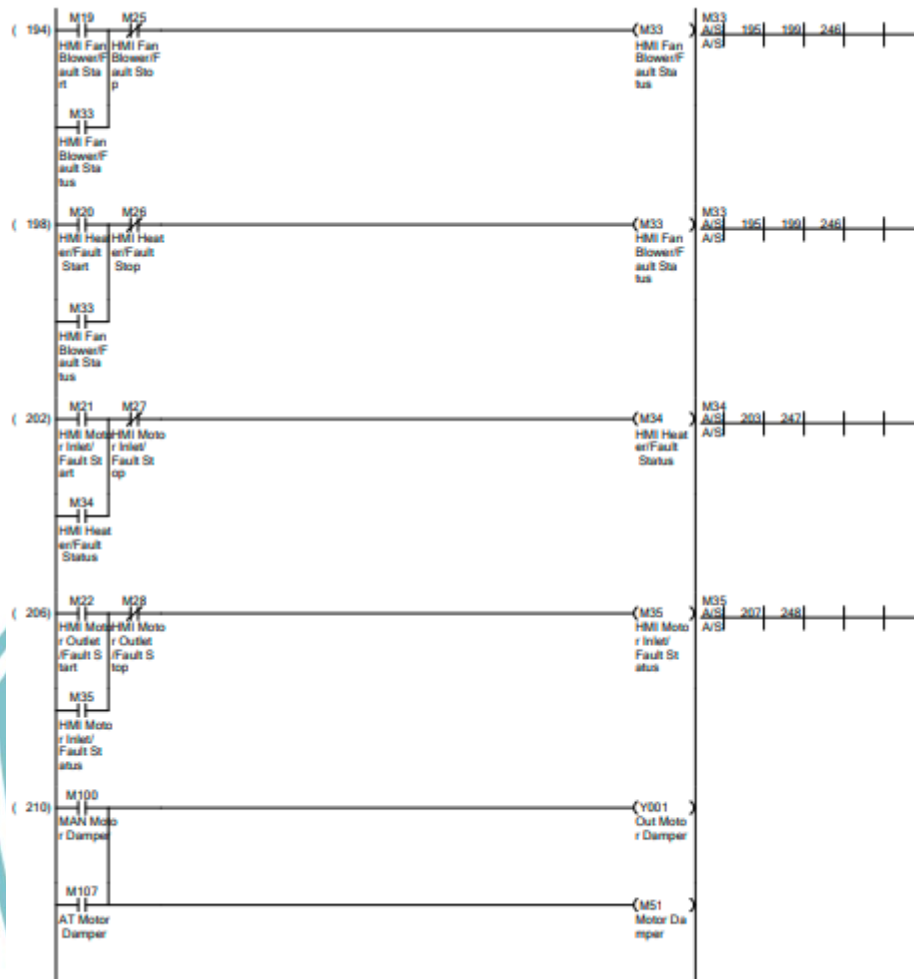 M19 M25 M33
( 194) (M33 ) A/S 195 199 246
HMI Fan HMI Fan HMI Fan A/S
Blower/F Blower/F Blower/F
ault Sta ault Sto ault Sta
rt p tus
M33
HMI Fan
Blower/F
ault Sta
tus
M20 M26 M33
( 198) (M33 ) A/S 195 199 246
HMI Heat HMI Heat HMI Fan A/S
er/Fault er/Fault Blower/F
Start Stop ault Sta
tus
M33
HMI Fan
Blower/F
ault Sta
tus
M21 M27 M34
( 202) (M34 ) A/S 203 247
HMI Moto HMI Moto HMI Heat A/S
r Inlet/ r Inlet/ er/Fault
Fault St Fault St Status
art op
M34
HMI Heat
er/Fault
Status
M22 M28 M35
( 206) (M35 ) A/S 207 248
HMI Moto HMI Moto HMI Moto A/S
r Outlet r Outlet r Inlet/
/Fault S /Fault S Fault St
tart top atus
M35
HMI Moto
r Inlet/
Fault St
atus
M100
( 210) (Y001 )
MAN Moto Out Moto
r Damper r Damper
M107
(M51 )
AT Motor Motor Da
Damper mper